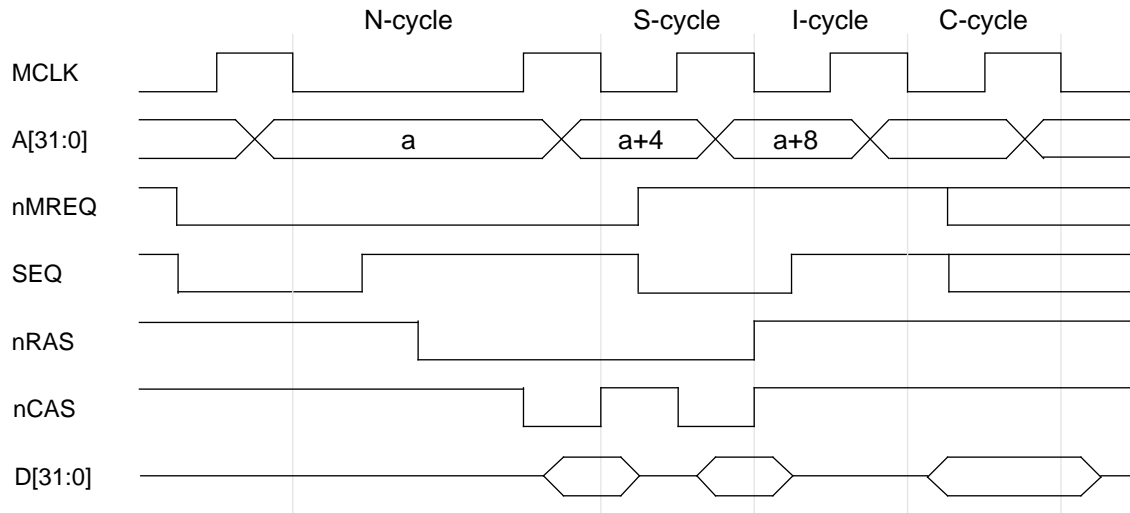 N-cycle S-cycle I-cycle C-cycle
MCLK
A[31:0] a a+4 a+8
nMREQ
SEQ
nRAS
nCAS
D[31:0]